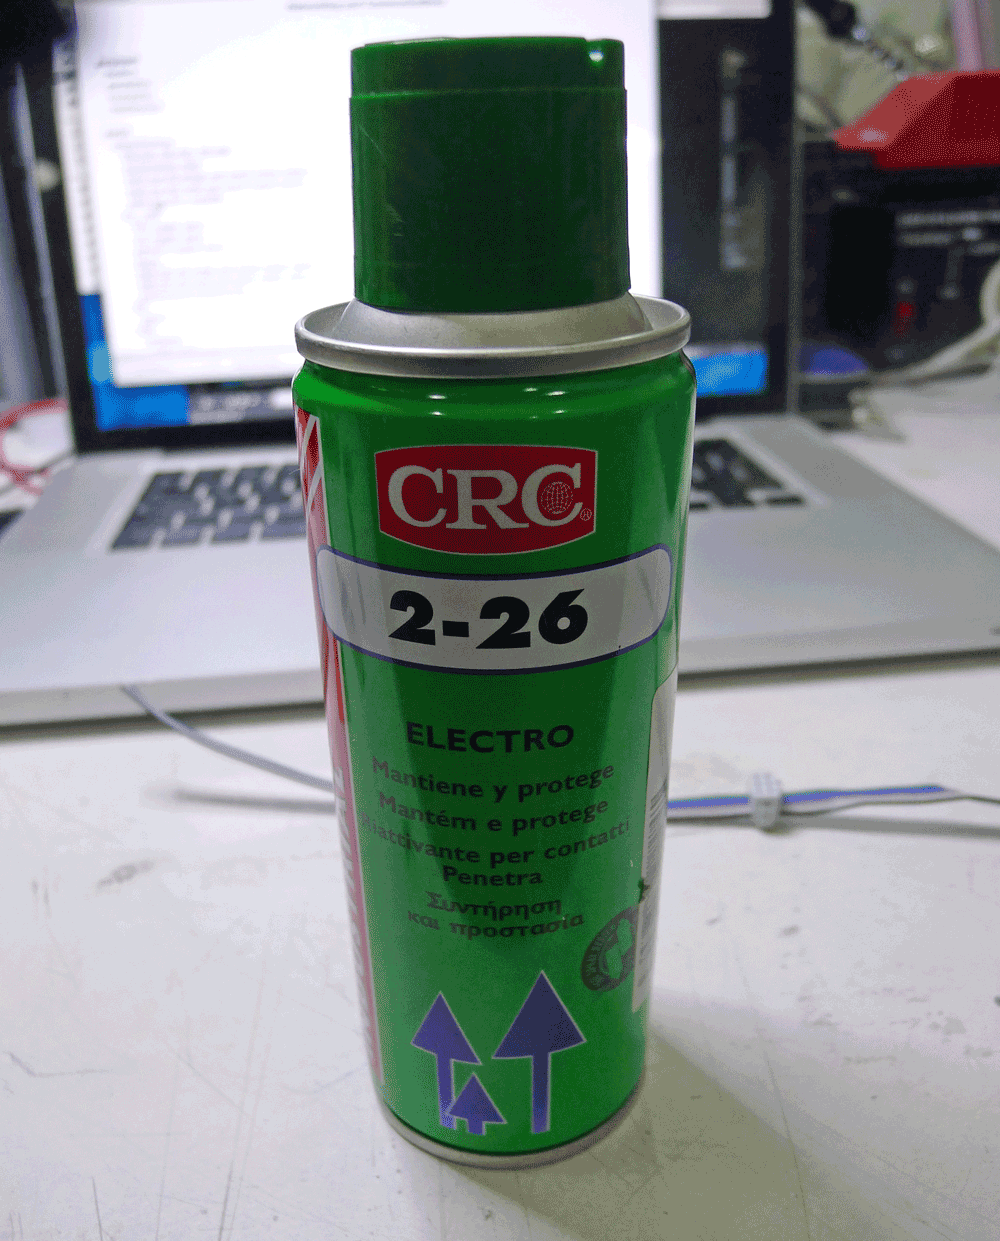 CRC®
2-26
ELECTRO
Mantiene y protege
Mantém e protege
Riattivante per contatti
Penetra
Συντήρηση
και προστασία